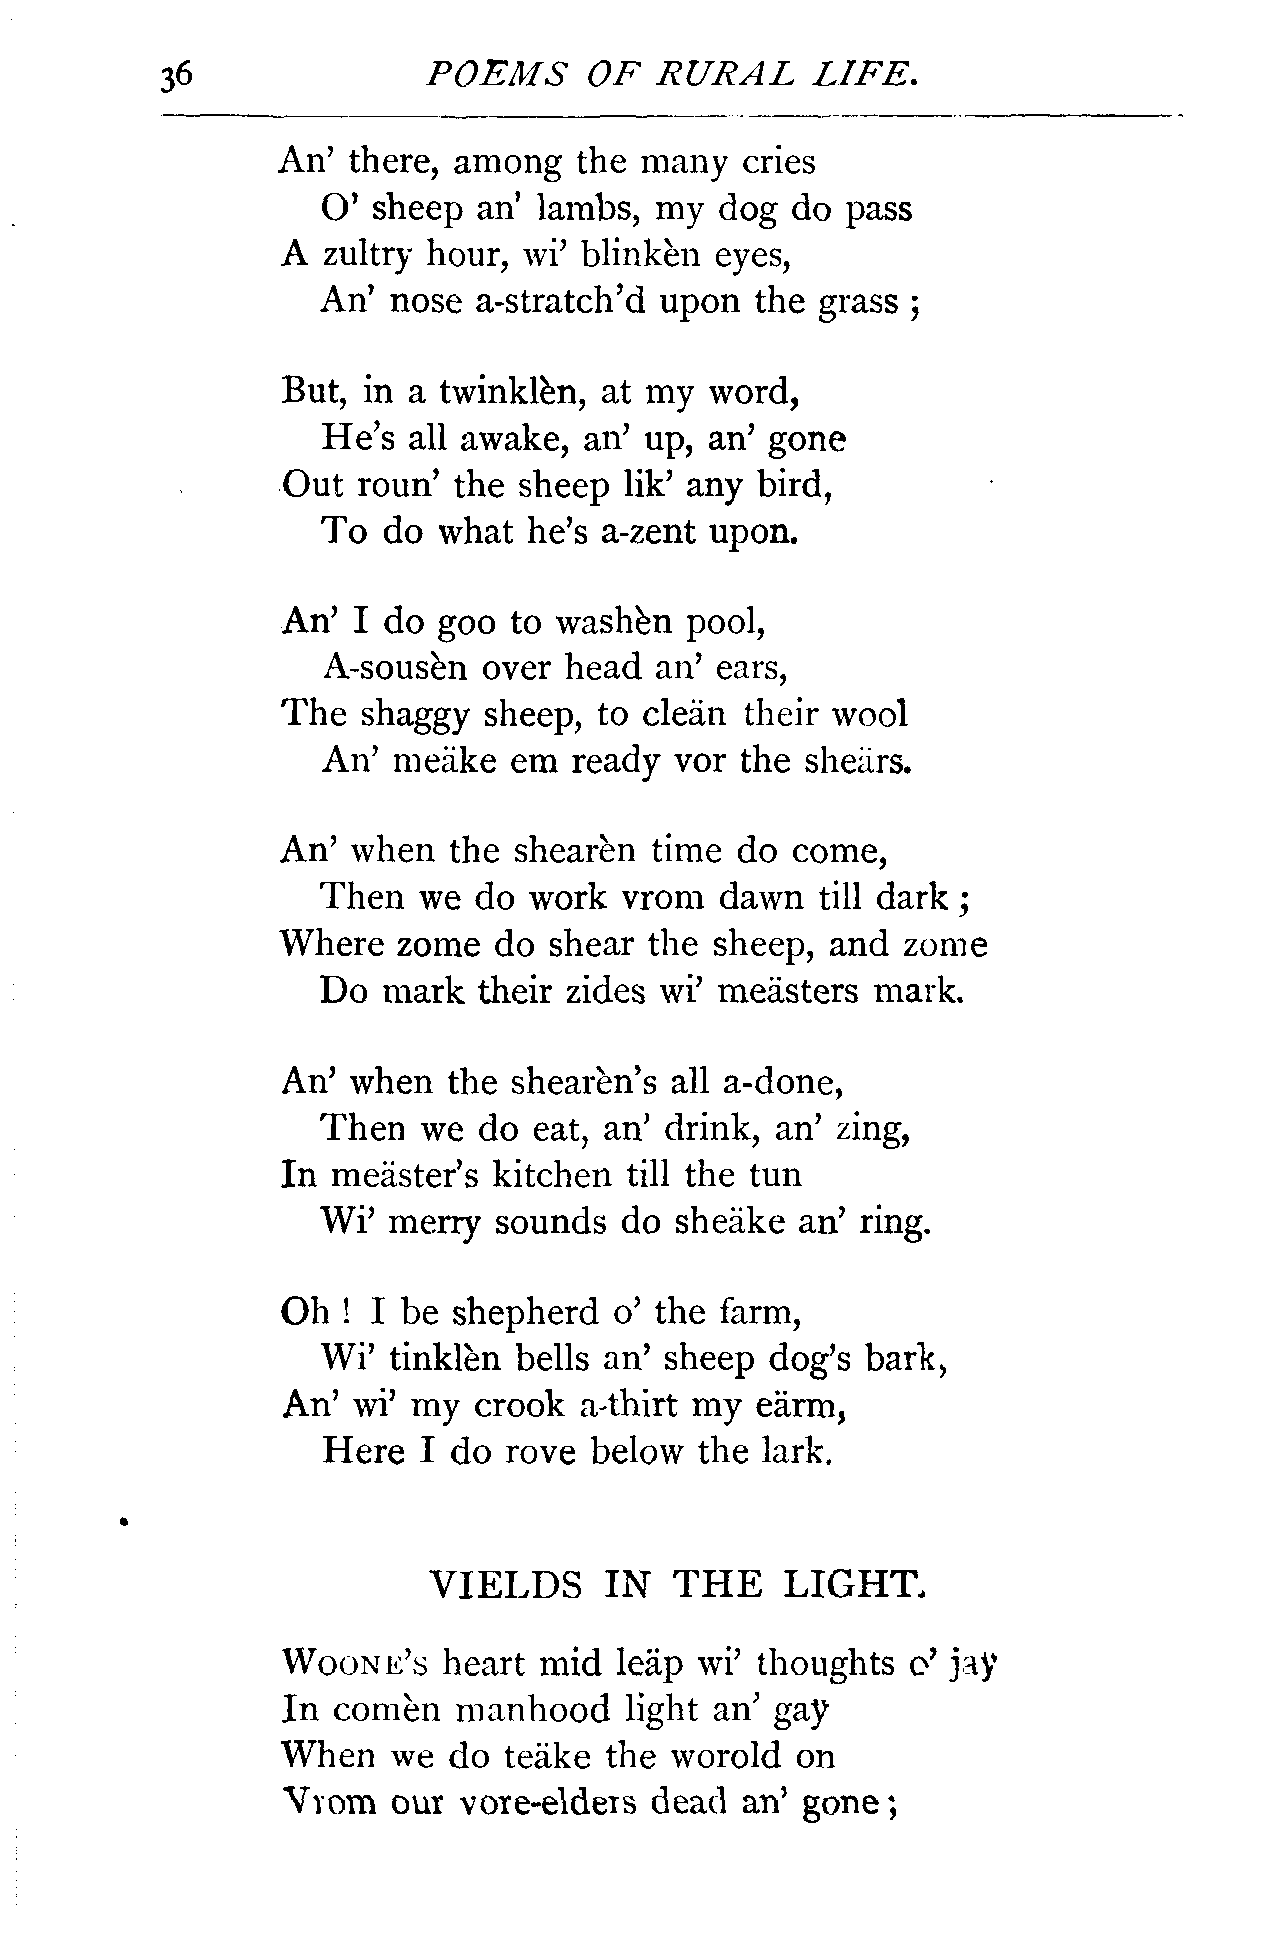 36 POEMS OF RURAL LIFE.
An' there, among the many cries
O' sheep an' lambs, my dog do pass
A zultry hour, wi' blinkèn eyes,
An' nose a-stratch'd upon the grass ;
But, in a twinklèn, at my word,
He's all awake, an' up, an' gone
Out roun' the sheep lik' any bird,
To do what he's a-zent upon.
An' I do goo to washèn pool,
A-sousèn over head an' ears,
The shaggy sheep, to cleän their wool
An' meäke em ready vor the sheärs.
An' when the shearèn time do come,
Then we do work vrom dawn till dark ;
Where zome do shear the sheep, and zome
Do mark their zides wi' meästers mark.
An' when the shearèn's all a-done,
Then we do eat, an' drink, an' zing,
In meäster's kitchen till the tun
Wi' merry sounds do sheäke an' ring.
Oh ! I be shepherd o' the farm,
Wi' tinklèn bells an' sheep dog's bark,
An' wi' my crook a-thirt my eärm,
Here I do rove below the lark.
VIELDS IN THE LIGHT.
WOONE'S heart mid leäp wi' thoughts o' jaÿ
In comèn manhood light an' gaÿ
When we do teäke the worold on
Vrom our vore-elders dead an' gone ;